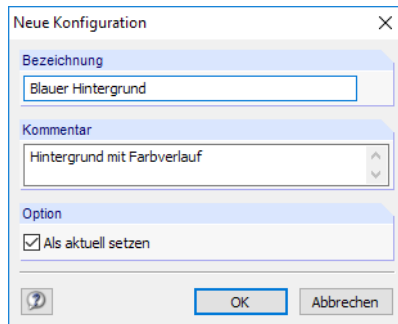 Neue Konfiguration
Bezeichnung
Blauer Hintergrund
Kommentar
Hintergrund mit Farbverlauf
Option
Als aktuell setzen
OK
Abbrechen